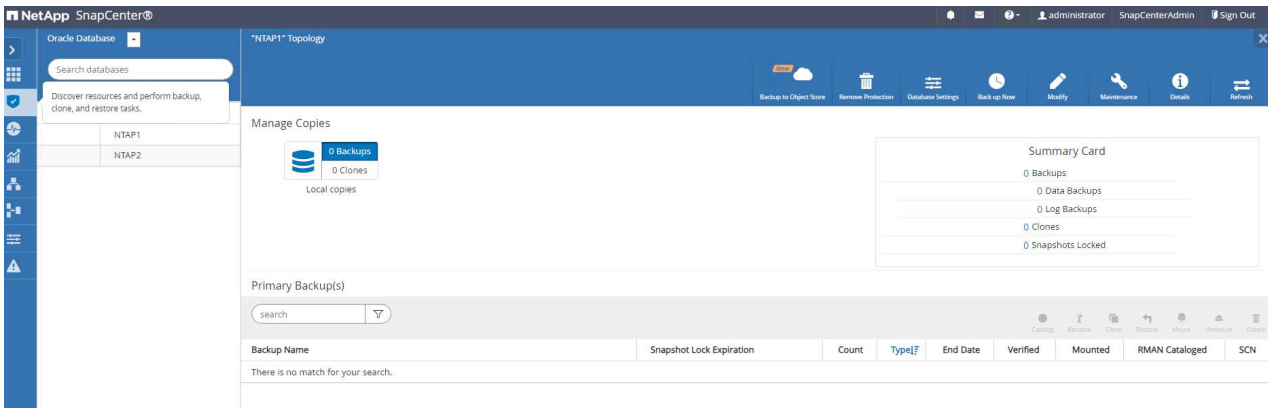 NetApp SnapCenter®
administrator SnapCenterAdmin Sign Out
Oracle Database
"NTAP1" Topology
Search databases
Discover resources and perform backup,
clone, and restore tasks.
NTAP1
NTAP2
New
Backup to Object Store Remove Protection Database Settings Back up Now Modify Maintenance Details Refresh
Manage Copies
0 Backups
0 Clones
Local copies
Summary Card
0 Backups
0 Data Backups
0 Log Backups
0 Clones
0 Snapshots Locked
Primary Backup(s)
search
Catalog Rename Clone Restore Mount Unmount Delete
Backup Name Snapshot Lock Expiration Count Type End Date Verified Mounted RMAN Cataloged SCN
There is no match for your search.